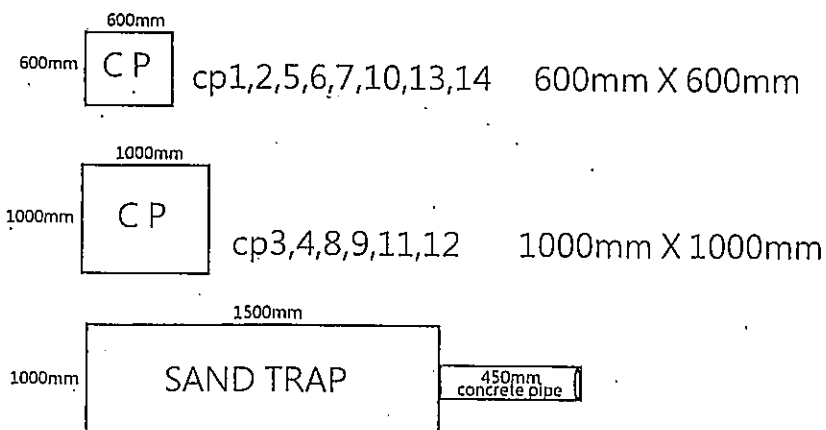 600mm
600mm
C P
cp1,2,5,6,7,10,13,14 600mm X 600mm
1000mm
1000mm
C P
cp3,4,8,9,11,12 1000mm X 1000mm
1500mm
1000mm
SAND TRAP
450mm
concrete pipe